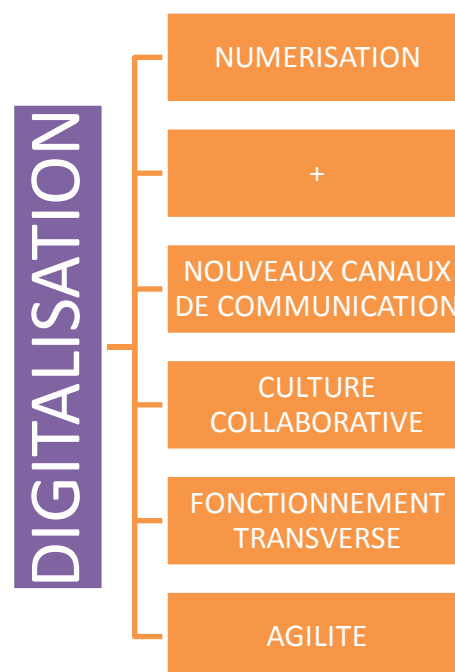 DIGITALISATION
NUMERISATION
+
NOUVEAUX CANAUX
DE COMMUNICATION
CULTURE
COLLABORATIVE
FONCTIONNEMENT
TRANSVERSE
AGILITE